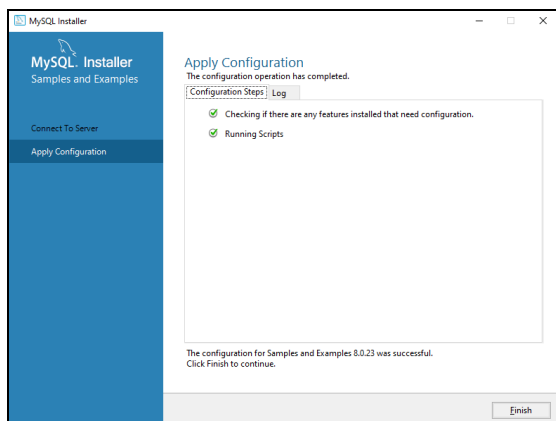 MySQL Installer
MySQL. Installer
Samples and Examples
Connect To Server
Apply Configuration
Apply Configuration
The configuration operation has completed.
Configuration Steps Log
Checking if there are any features installed that need configuration.
Running Scripts
The configuration for Samples and Examples 8.0.23 was successful.
Click Finish to continue.
Finish